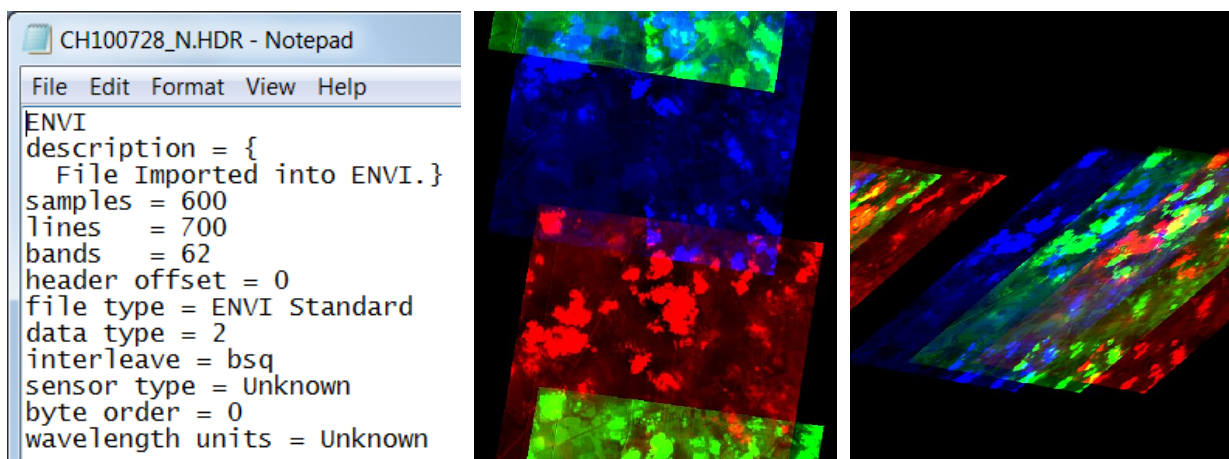 CH100728_N.HDR - Notepad
File Edit Format View Help
ENVI
description = {
File Imported into ENVI.}
samples = 600
lines = 700
bands = 62
header offset = 0
file type = ENVI Standard
data type = 2
interleave = bsq
sensor type = Unknown
byte order = 0
wavelength units = Unknown